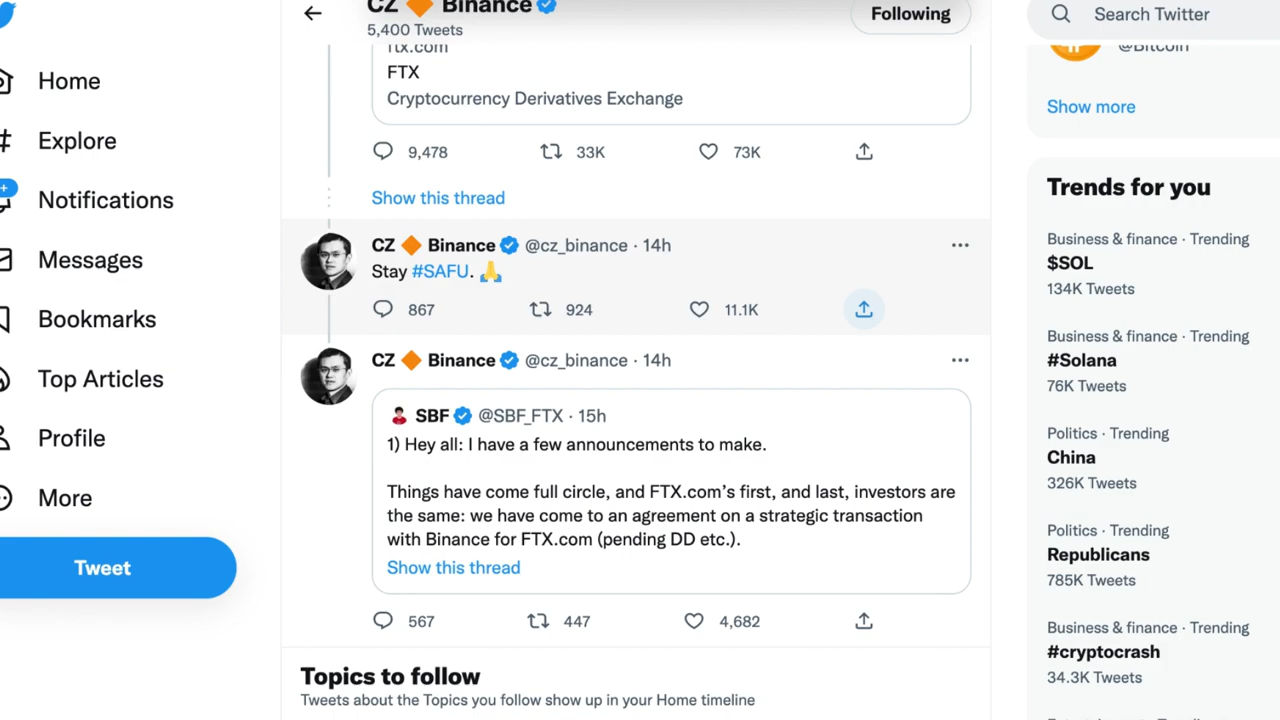 Home
Explore
Notifications
Messages
Bookmarks
Top Articles
Profile
More
Tweet
CZ 🔶 Binance
5,400 Tweets
Following
ftx.com
FTX
Cryptocurrency Derivatives Exchange
9,478 33K 73K
Show this thread
CZ 🔶 Binance @cz_binance · 14h
Stay #SAFU. 🙏
867 924 11.1K
CZ 🔶 Binance @cz_binance · 14h
SBF @SBF_FTX · 15h
1) Hey all: I have a few announcements to make.
Things have come full circle, and FTX.com’s first, and last, investors are
the same: we have come to an agreement on a strategic transaction
with Binance for FTX.com (pending DD etc.).
Show this thread
567 447 4,682
Topics to follow
Tweets about the Topics you follow show up in your Home timeline
Search Twitter
@Bitcoin
Show more
Trends for you
Business & finance · Trending
$SOL
134K Tweets
Business & finance · Trending
#Solana
76K Tweets
Politics · Trending
China
326K Tweets
Politics · Trending
Republicans
785K Tweets
Business & finance · Trending
#cryptocrash
34.3K Tweets